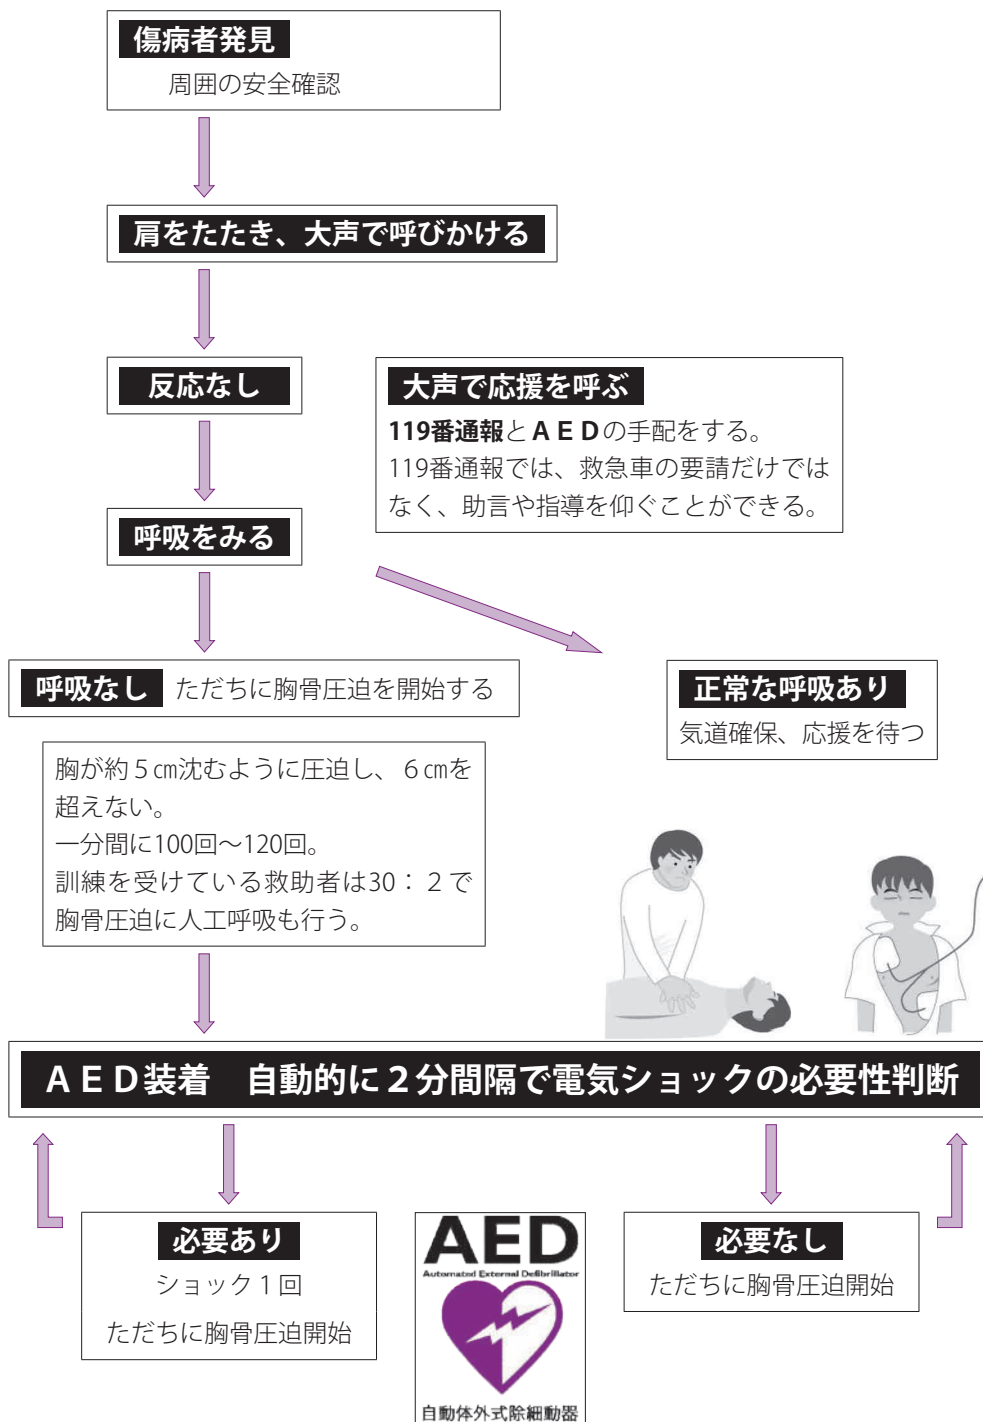 傷病者発見
周囲の安全確認
肩をたたき、大声で呼びかける
反応なし
大声で応援を呼ぶ
119番通報とＡＥＤの手配をする。
119番通報では、救急車の要請だけでは
なく、助言や指導を仰ぐことができる。
呼吸をみる
呼吸なし ただちに胸骨圧迫を開始する
正常な呼吸あり
気道確保、応援を待つ
胸が約５㎝沈むように圧迫し、６㎝を
超えない。
一分間に100回～120回。
訓練を受けている救助者は30：２で
胸骨圧迫に人工呼吸も行う。
ＡＥＤ装着　自動的に２分間隔で電気ショックの必要性判断
必要あり
ショック１回
ただちに胸骨圧迫開始
AED
Automated External Defibrillator
自動体外式除細動器
必要なし
ただちに胸骨圧迫開始